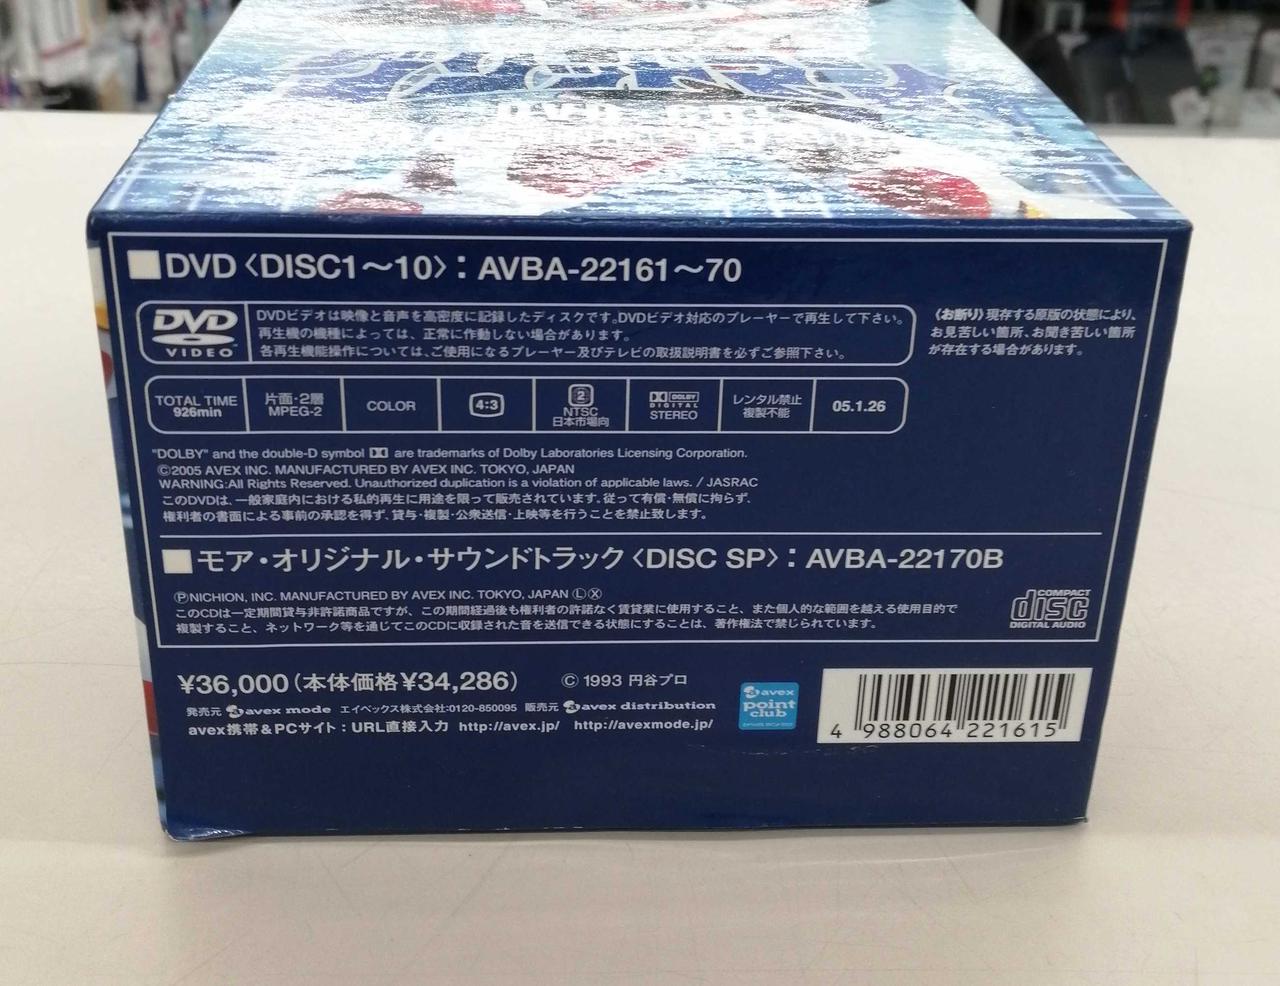 DVD-BOX
■DVD〈DISC1〜10〉：AVBA-22161〜70
DVD VIDEO
DVDビデオは映像と音声を高密度に記録したディスクです。DVDビデオ対応のプレーヤーで再生して下さい。
再生機の機種によっては、正常に作動しない場合があります。
各再生機能操作については、ご使用になるプレーヤー及びテレビの取扱説明書を必ずご参照下さい。
《お断り》現存する原版の状態により、
お見苦しい箇所、お聞き苦しい箇所
が存在する場合があります。
TOTAL TIME 926min
片面・2層 MPEG-2
COLOR
4:3
2 NTSC 日本市場向
DOLBY DIGITAL STEREO
レンタル禁止 複製不能
05.1.26
"DOLBY" and the double-D symbol are trademarks of Dolby Laboratories Licensing Corporation.
©2005 AVEX INC. MANUFACTURED BY AVEX INC. TOKYO, JAPAN
WARNING:All Rights Reserved. Unauthorized duplication is a violation of applicable laws. / JASRAC
このDVDは、一般家庭内における私的再生に用途を限って販売されています。従って有償・無償に拘らず、
権利者の書面による事前の承認を得ず、貸与・複製・公衆送信・上映等を行うことを禁止致します。
■モア・オリジナル・サウンドトラック〈DISC SP〉：AVBA-22170B
ⓅNICHION, INC. MANUFACTURED BY AVEX INC. TOKYO, JAPAN ⓁⓍ
このCDは一定期間貸与非許諾商品ですが、この期間経過後も権利者の許諾なく賃貸業に使用すること、また個人的な範囲を越える使用目的で
複製すること、ネットワーク等を通じてこのCDに収録された音を送信できる状態にすることは、著作権法で禁じられています。
COMPACT disc DIGITAL AUDIO
¥36,000（本体価格¥34,286）
© 1993 円谷プロ
発売元 avex mode エイベックス株式会社:0120-850095 販売元 avex distribution
avex携帯＆PCサイト：URL直接入力 http://avex.jp/ http://avexmode.jp/
avex point club
4 988064 221615